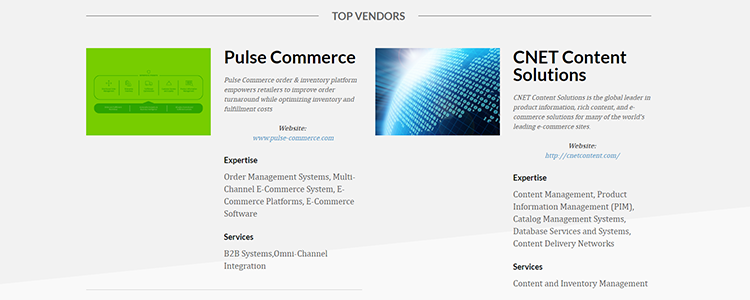 TOP VENDORS
Pulse Commerce
Pulse Commerce order & inventory platform
empowers retailers to improve order
turnaround while optimizing inventory and
fulfillment costs
Website:
www.pulse-commerce.com
Expertise
Order Management Systems, Multi-
Channel E-Commerce System, E-
Commerce Platforms, E-Commerce
Software
Services
B2B Systems,Omni-Channel
Integration
CNET Content
Solutions
CNET Content Solutions is the global leader in
product information, rich content, and e-
commerce solutions for many of the world's
leading e-commerce sites.
Website:
http://cnetcontent.com/
Expertise
Content Management, Product
Information Management (PIM),
Catalog Management Systems,
Database Services and Systems,
Content Delivery Networks
Services
Content and Inventory Management